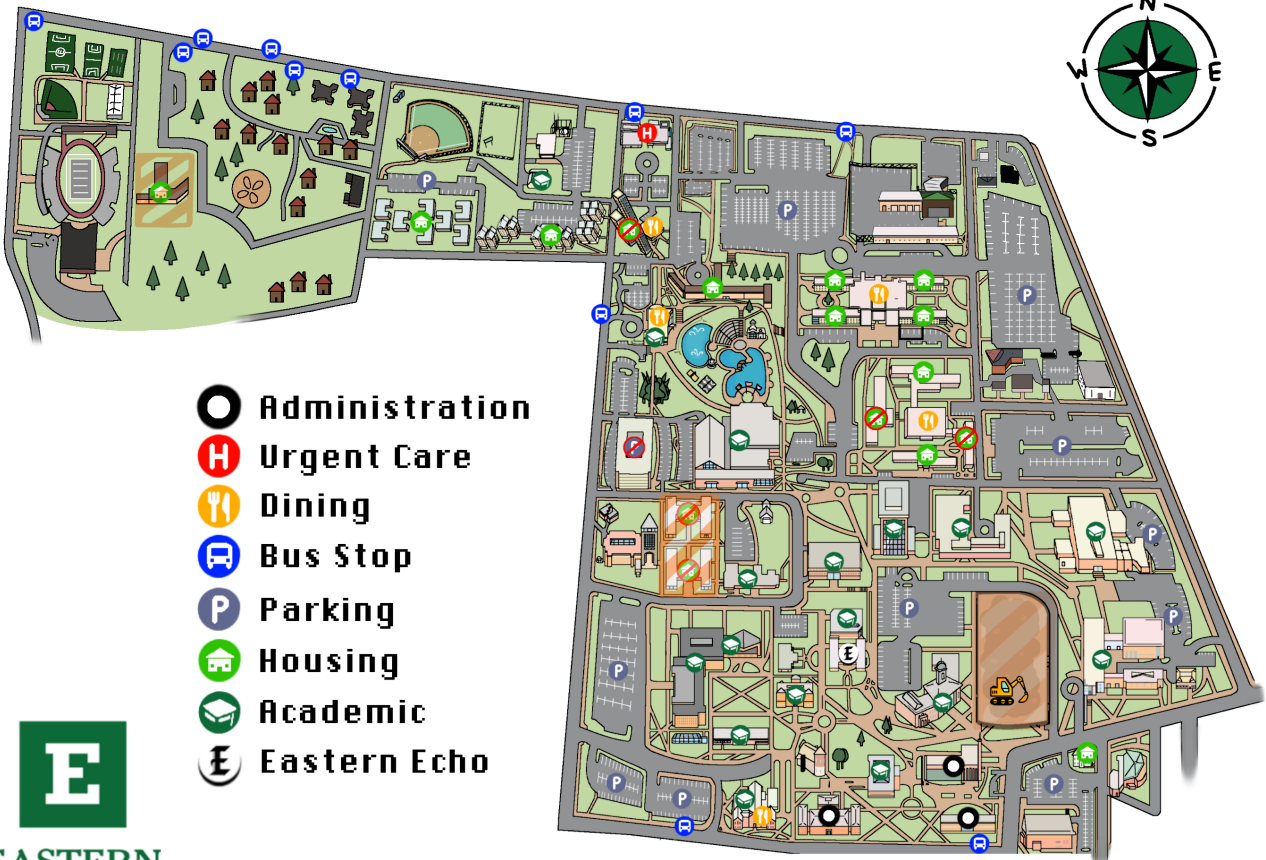 N
W E
S
Administration
H Urgent Care
Dining
Bus Stop
P Parking
Housing
Academic
E Eastern Echo
E
EASTERN